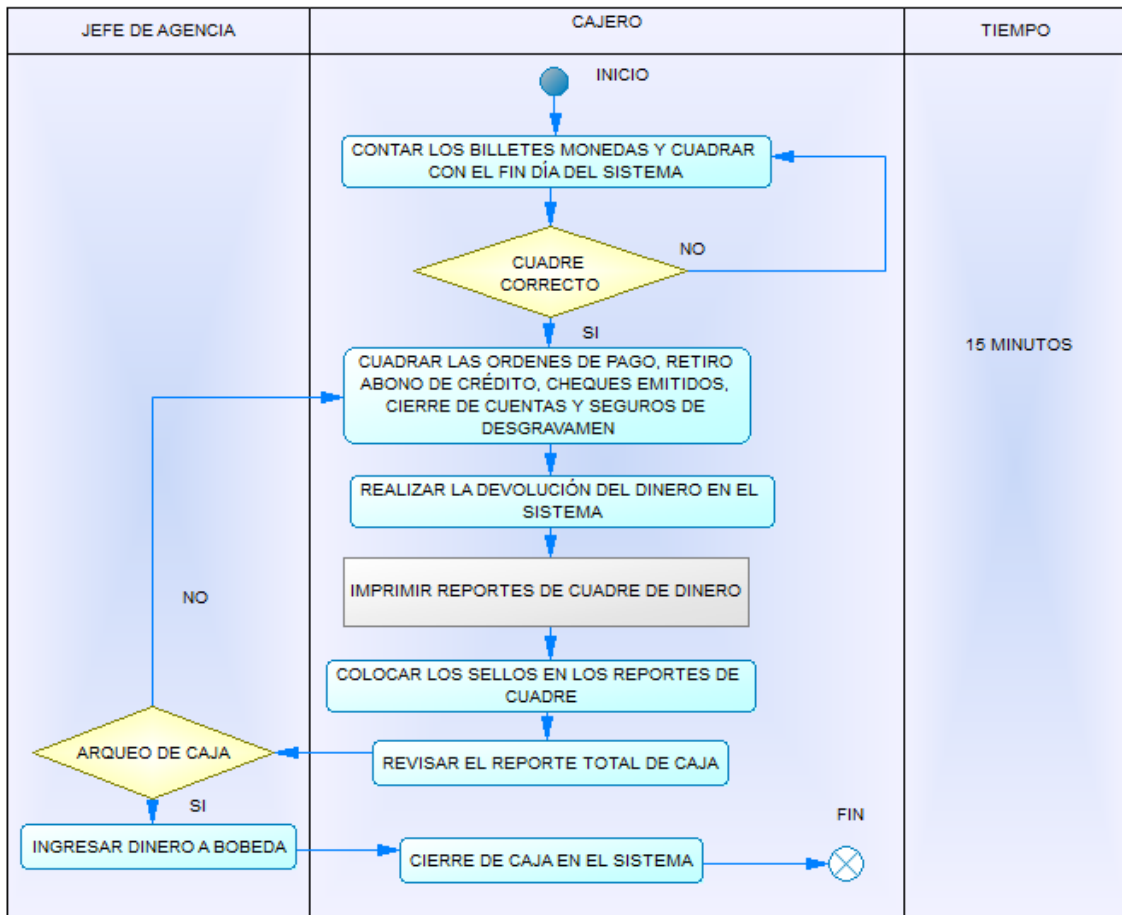 JEFE DE AGENCIA
CAJERO
TIEMPO
INICIO
CONTAR LOS BILLETES MONEDAS Y CUADRAR
CON EL FIN DÍA DEL SISTEMA
NO
CUADRE
CORRECTO
SI
15 MINUTOS
CUADRAR LAS ORDENES DE PAGO, RETIRO
ABONO DE CRÉDITO, CHEQUES EMITIDOS,
CIERRE DE CUENTAS Y SEGUROS DE
DESGRAVAMEN
REALIZAR LA DEVOLUCIÓN DEL DINERO EN EL
SISTEMA
IMPRIMIR REPORTES DE CUADRE DE DINERO
NO
COLOCAR LOS SELLOS EN LOS REPORTES DE
CUADRE
ARQUEO DE CAJA
REVISAR EL REPORTE TOTAL DE CAJA
SI
FIN
INGRESAR DINERO A BOBEDA
CIERRE DE CAJA EN EL SISTEMA